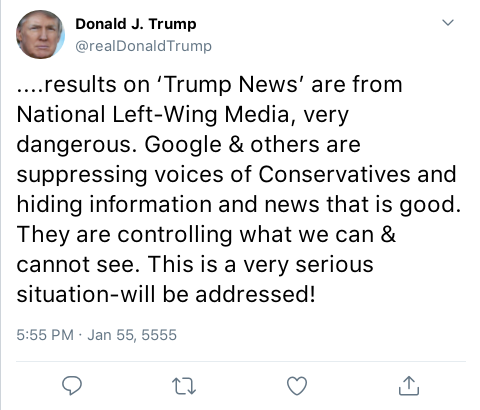 Donald J. Trump
@realDonaldTrump
....results on ‘Trump News’ are from
National Left-Wing Media, very
dangerous. Google & others are
suppressing voices of Conservatives and
hiding information and news that is good.
They are controlling what we can &
cannot see. This is a very serious
situation-will be addressed!
5:55 PM · Jan 55, 5555